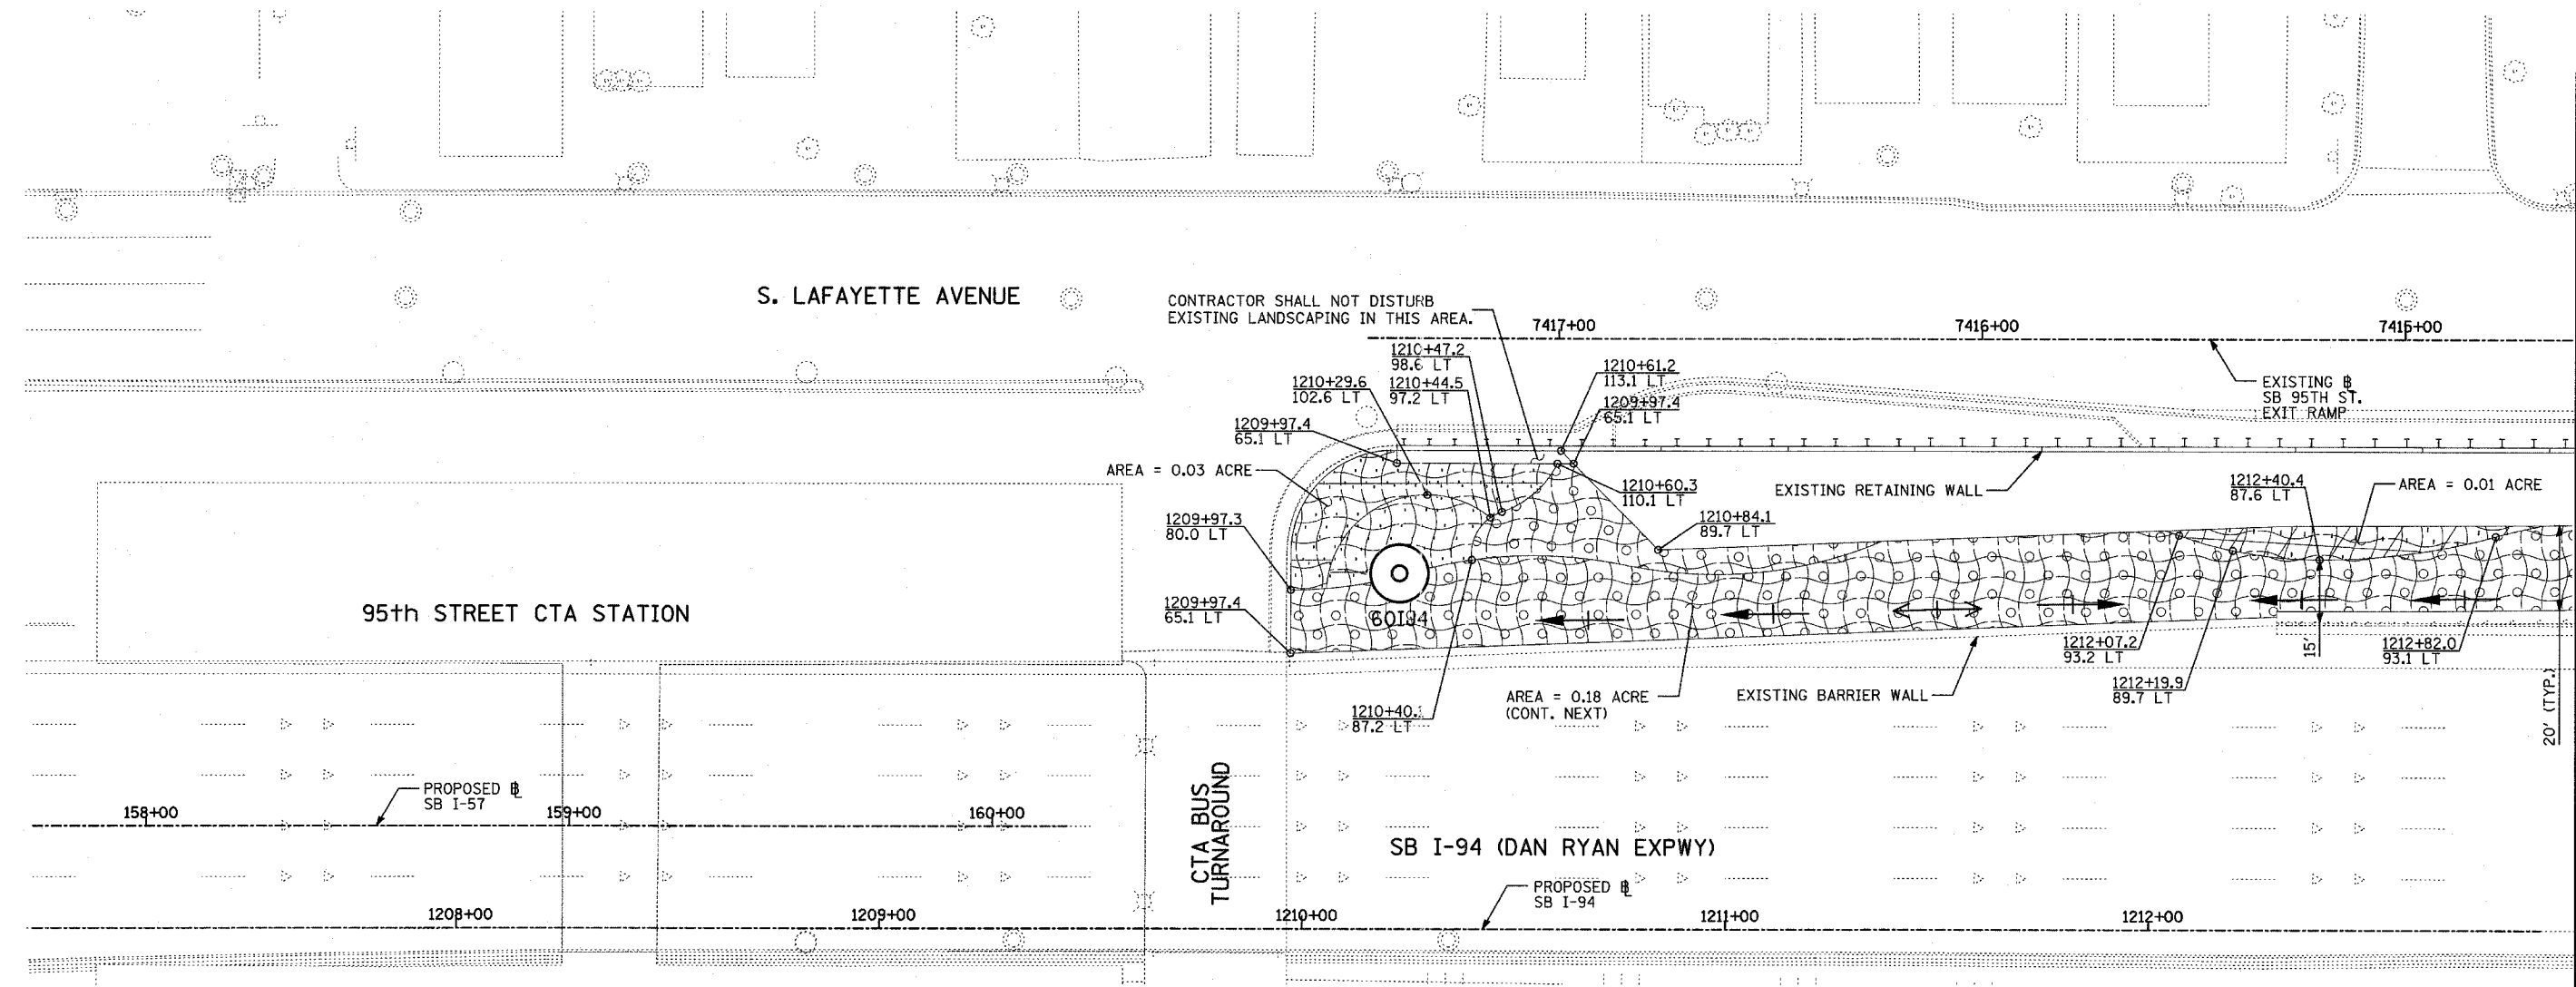 S. LAFAYETTE AVENUE
CONTRACTOR SHALL NOT DISTURB
EXISTING LANDSCAPING IN THIS AREA.
7417+00
7416+00
7415+00
1210+47.2
98.6 LT
1210+44.5
97.2 LT
1210+29.6
102.6 LT
1210+61.2
113.1 LT
1209+97.4
65.1 LT
EXISTING B̲L
SB 95TH ST.
EXIT RAMP
1209+97.4
65.1 LT
AREA = 0.03 ACRE
1210+60.3
110.1 LT
EXISTING RETAINING WALL
1212+40.4
87.6 LT
AREA = 0.01 ACRE
1209+97.3
80.0 LT
1210+84.1
89.7 LT
95th STREET CTA STATION
1209+97.4
65.1 LT
60I94
1212+07.2
93.2 LT
15'
1212+82.0
93.1 LT
1212+19.9
89.7 LT
20' (TYP.)
AREA = 0.18 ACRE
(CONT. NEXT)
EXISTING BARRIER WALL
1210+40.1
87.2 LT
PROPOSED BL
SB I-57
158+00
159+00
160+00
CTA BUS
TURNAROUND
SB I-94 (DAN RYAN EXPWY)
PROPOSED BL
SB I-94
1208+00
1209+00
1210+00
1211+00
1212+00